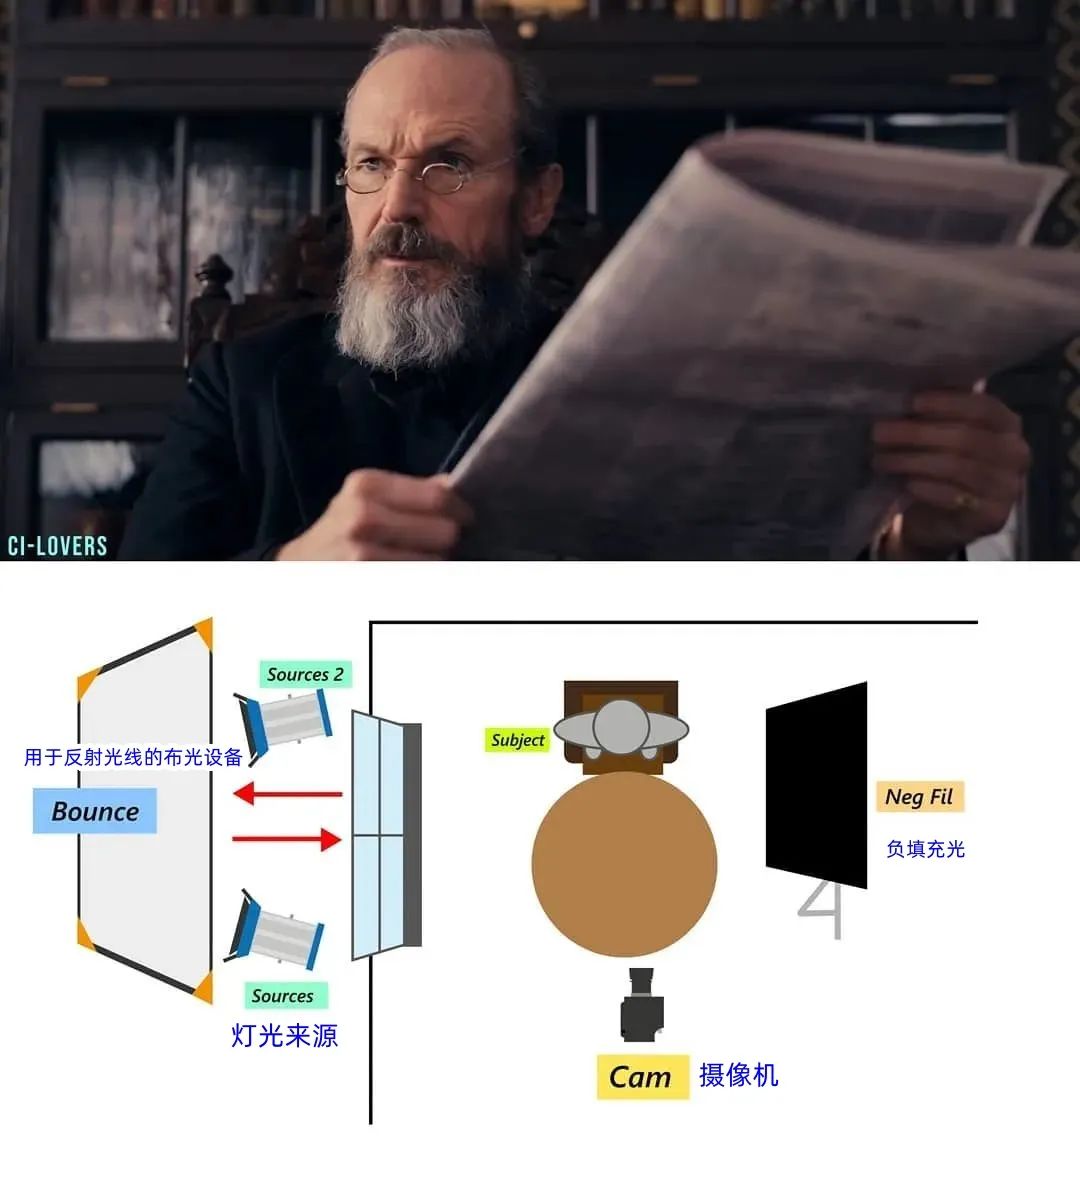 CI-LOVERS
Sources 2
Subject
用于反射光线的布光设备
Bounce
Neg Fil
负填充光
Sources
灯光来源
Cam
摄像机